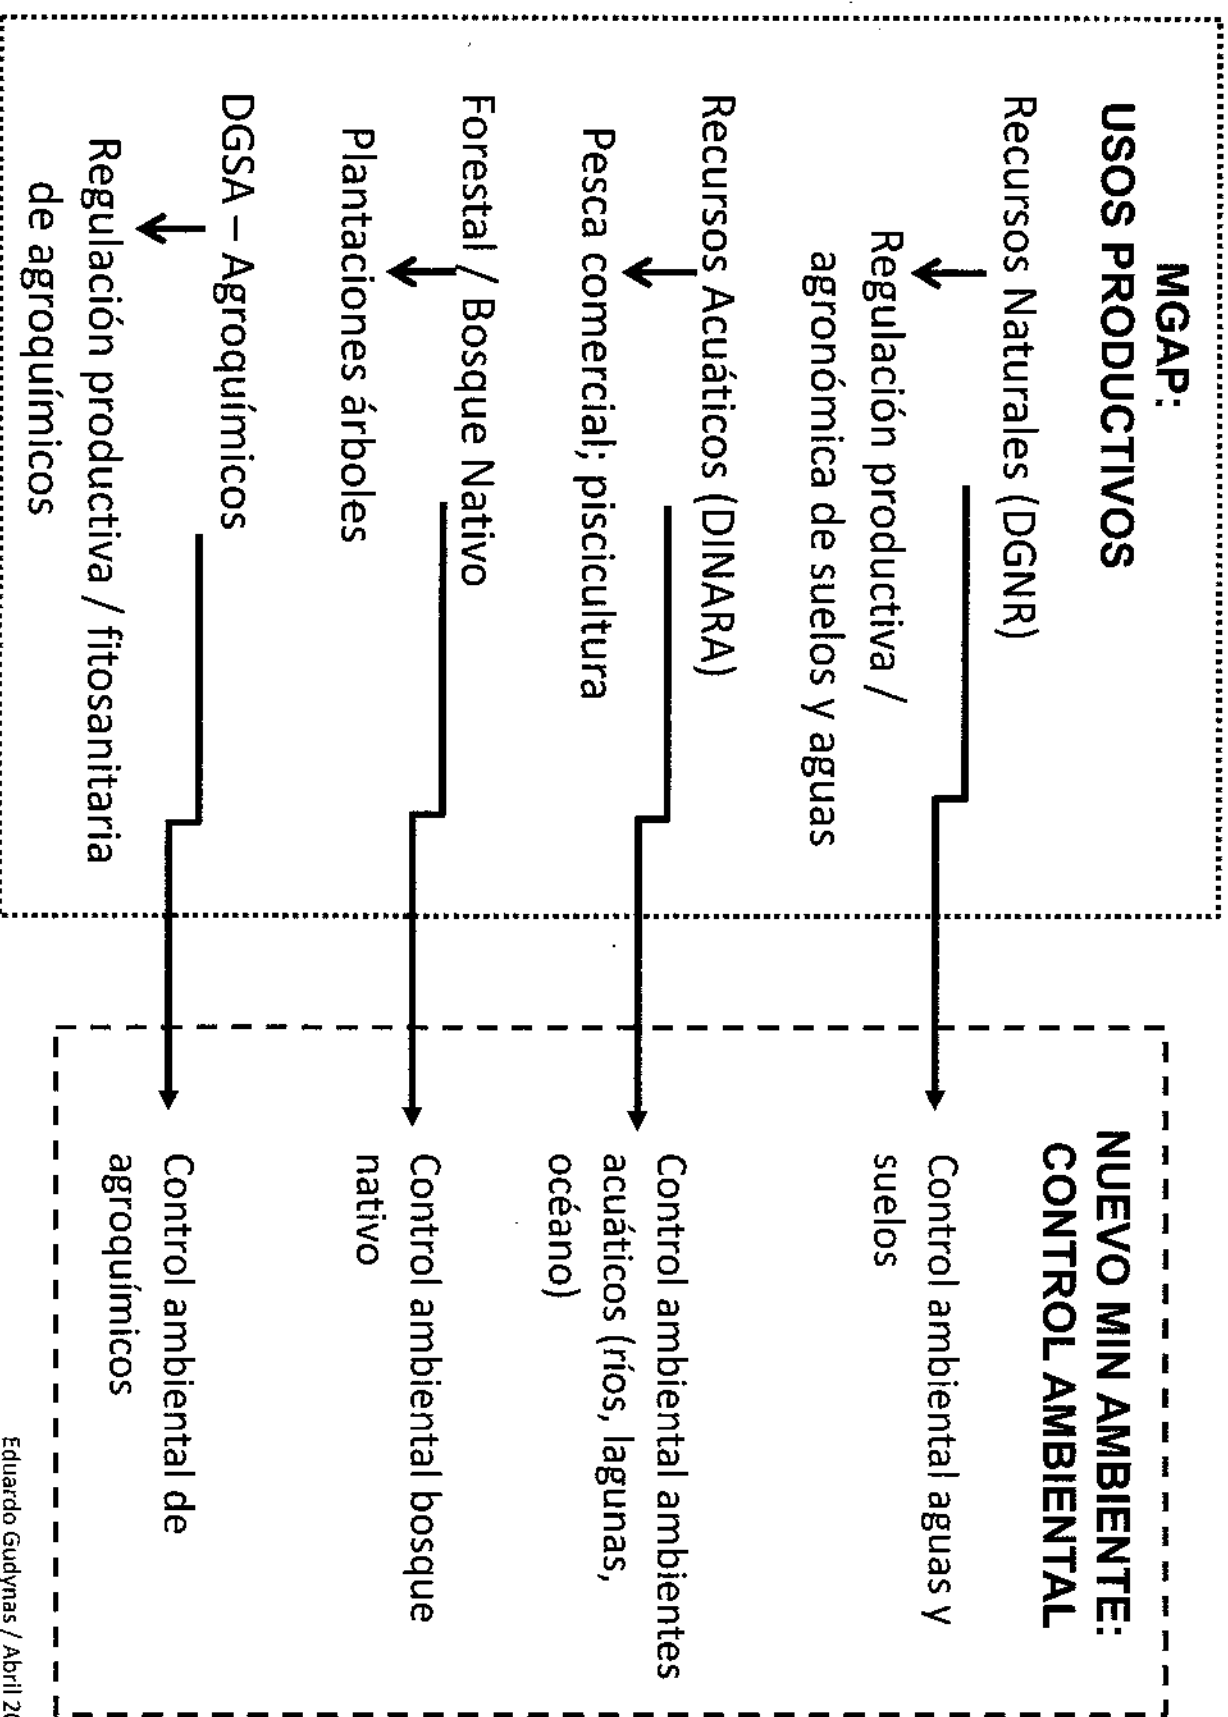 MGAP:
USOS PRODUCTIVOS
Recursos Naturales (DGNR)
Regulación productiva /
agronómica de suelos y aguas
Recursos Acuáticos (DINARA)
Pesca comercial; piscicultura
Forestal / Bosque Nativo
Plantaciones árboles
DGSA – Agroquímicos
Regulación productiva / fitosanitaria
de agroquímicos
NUEVO MIN AMBIENTE:
CONTROL AMBIENTAL
Control ambiental aguas y
suelos
Control ambiental ambientes
acuáticos (ríos, lagunas,
océano)
Control ambiental bosque
nativo
Control ambiental de
agroquímicos
Eduardo Gudynas / Abril